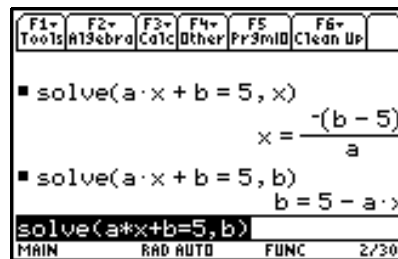 F1▾ F2▾ F3▾ F4▾ F5 F6▾
Tools Algebra Calc Other PrgmIO Clean Up
▪ solve(a·x + b = 5, x)
x = ⁻(b − 5)
a
▪ solve(a·x + b = 5, b)
b = 5 − a·x
solve(a*x+b=5,b)
MAIN RAD AUTO FUNC 2/30